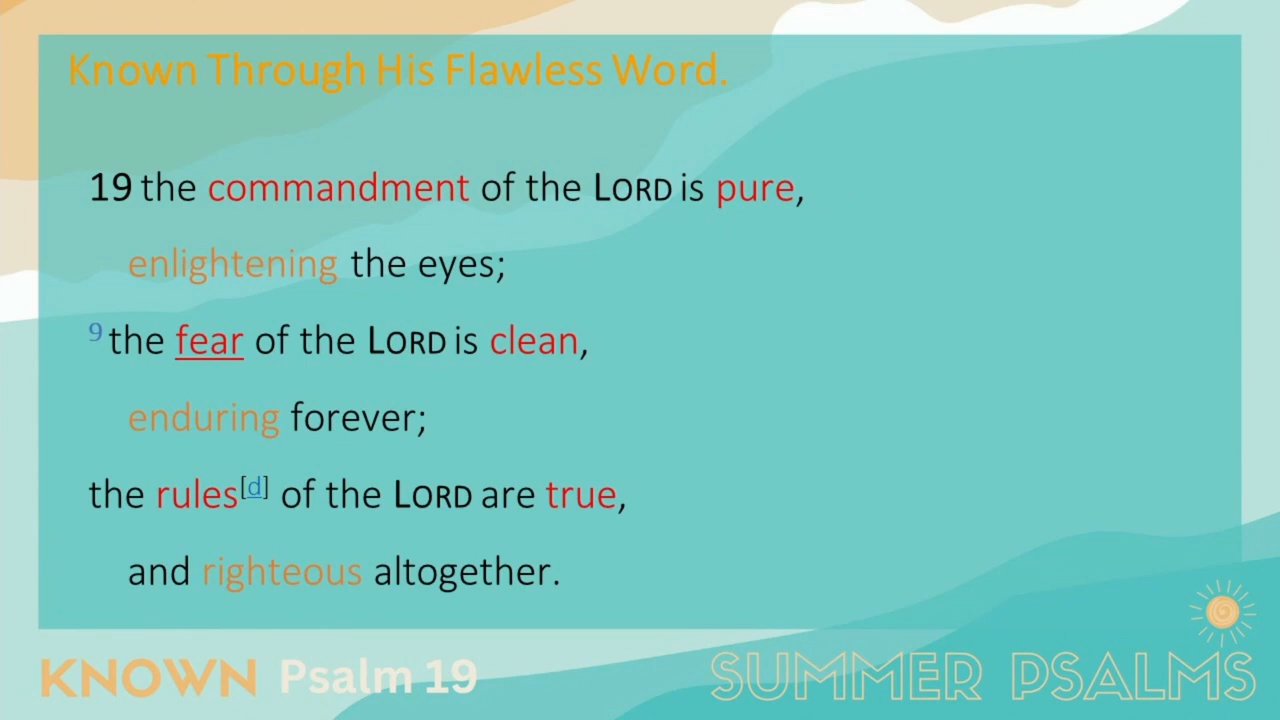 Known Through His Flawless Word.
19 the commandment of the LORD is pure,
enlightening the eyes;
9 the fear of the LORD is clean,
enduring forever;
the rules[d] of the LORD are true,
and righteous altogether.
KNOWN Psalm 19
SUMMER PSALMS